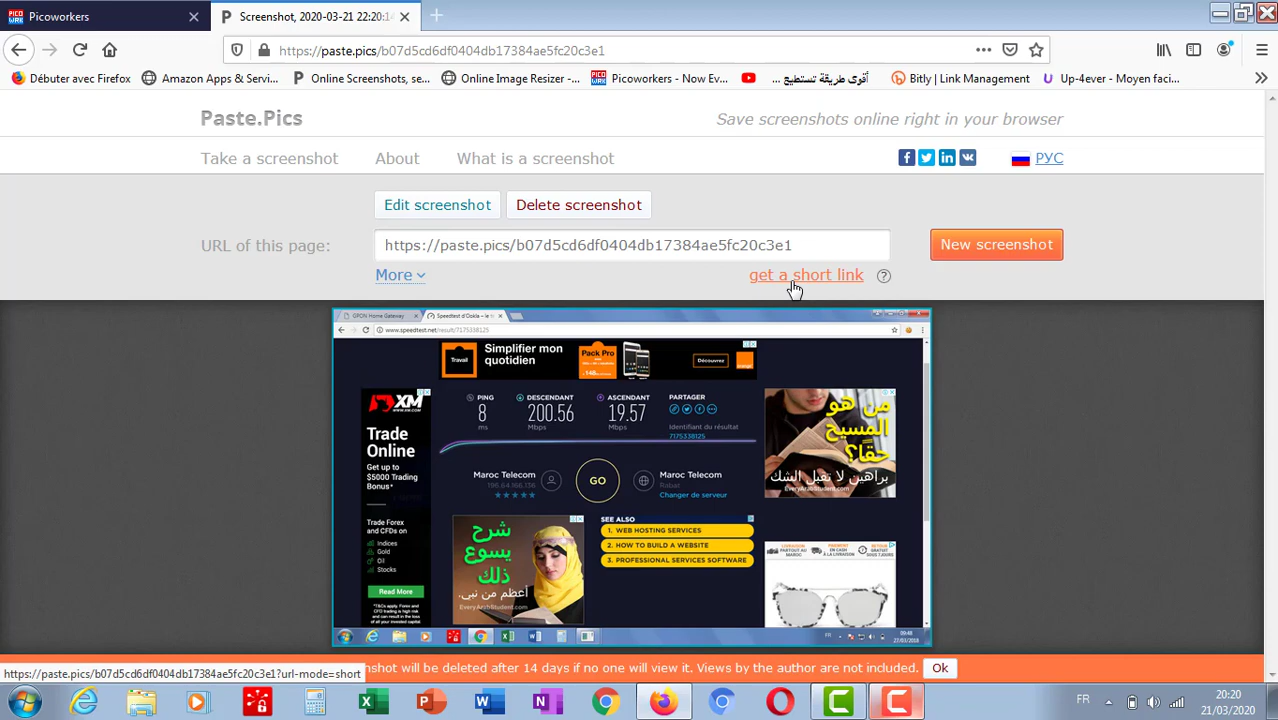 Picoworkers
Screenshot, 2020-03-21 22:20:1
https://paste.pics/b07d5cd6df0404db17384ae5fc20c3e1
Débuter avec Firefox
Amazon Apps & Servi...
Online Screenshots, se...
Online Image Resizer -...
Picoworkers - Now Ev...
أقوى طريقة تستطيع ...
Bitly | Link Management
Up-4ever - Moyen faci...
Paste.Pics
Save screenshots online right in your browser
Take a screenshot
About
What is a screenshot
РУС
Edit screenshot
Delete screenshot
URL of this page:
https://paste.pics/b07d5cd6df0404db17384ae5fc20c3e1
New screenshot
More
get a short link
?
GPON Home Gateway
Speedtest d'Ookla – le
www.speedtest.net/result/7175338125
Travail
Simplifier mon
quotidien
Pack Pro
148
Découvrez
orange
XM
Trade
Online
Get up to
$5000 Trading
Bonus*
Trade Forex
and CFDs on
Indices
Gold
Oil
Stocks
Read More
*T&Cs apply. Forex
and CFD trading is high
risk and can result in the
loss of all your
invested capital.
PING
8
ms
DESCENDANT
200.56
Mbps
ASCENDANT
19.57
Mbps
PARTAGER
Identifiant du résultat
7175338125
Maroc Telecom
196.64.166.136
GO
Maroc Telecom
Rabat
Changer de serveur
من هو
المسيح
حقًا؟
براهين لا تقبل الشك
EveryArabStudent.com
شرح
يسوع
ذلك
أعظم من نبي.
EveryArabStudent.com
SEE ALSO
1. WEB HOSTING SERVICES
2. HOW TO BUILD A WEBSITE
3. PROFESSIONAL SERVICES SOFTWARE
LIVRAISON
PARTOUT AU
MAROC
PAIEMENT
EN CASH
À LA LIVRAISON
RETOUR
GRATUIT
SOUS 7 JOURS
FR
09:48
27/03/2018
https://paste.pics/b07d5cd6df0404db17384ae5fc20c3e1?url-mode=short
shot will be deleted after 14 days if no one will view it. Views by the author are not included.
Ok
FR
20:20
21/03/2020